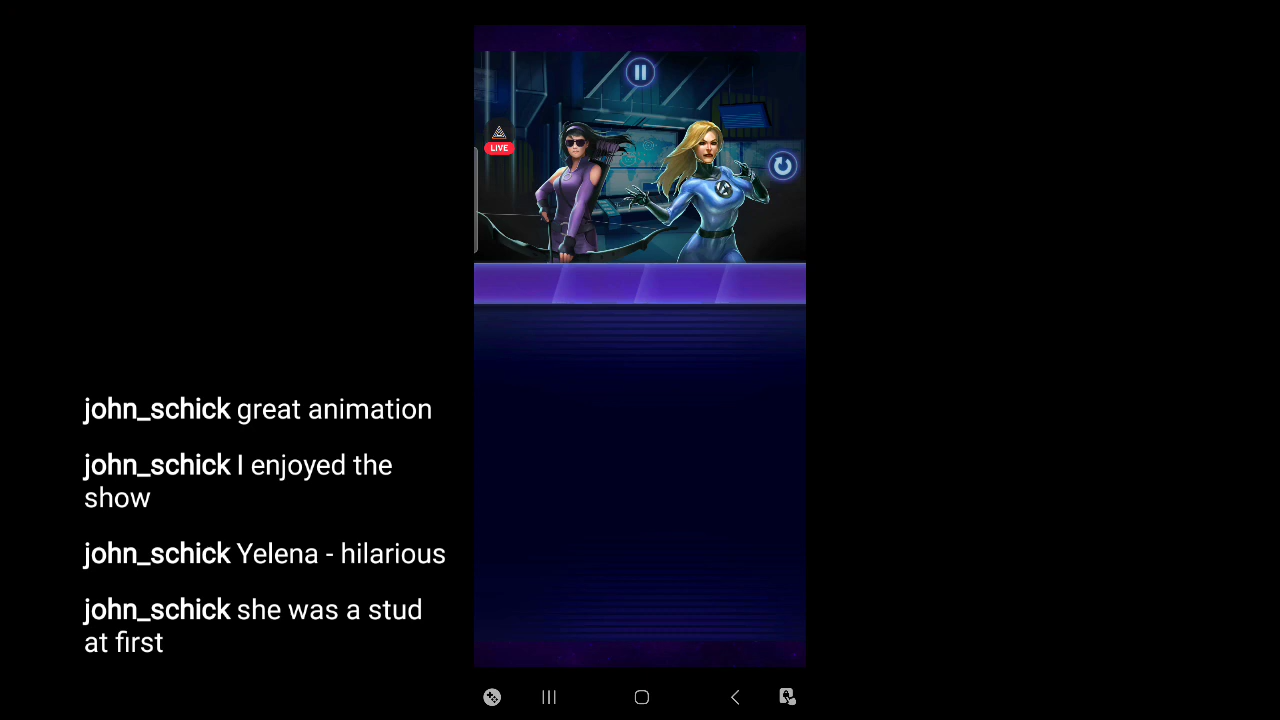 LIVE
john_schick great animation
john_schick I enjoyed the
show
john_schick Yelena - hilarious
john_schick she was a stud
at first